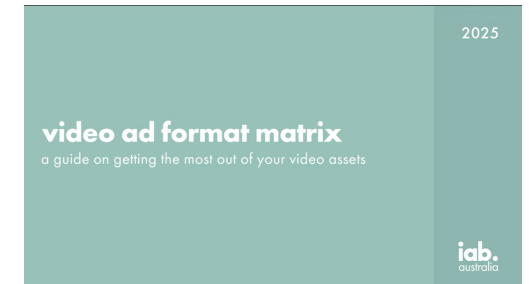 2025
video ad format matrix
a guide on getting the most out of your video assets
iab.
australia